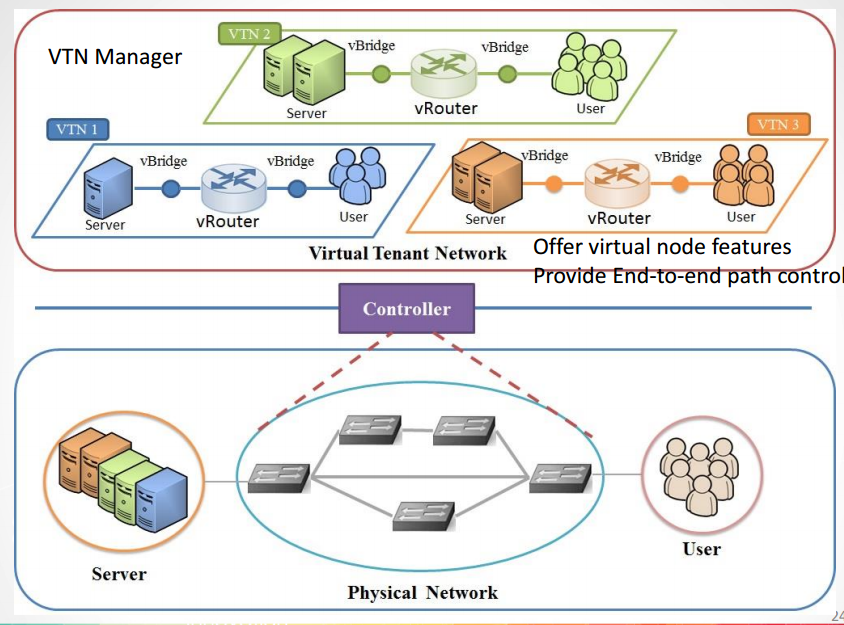 VTN 2
VTN Manager
vBridge
vBridge
Server
vRouter
User
VTN 1
VTN 3
vBridge
vBridge
Server
vRouter
User
vBridge
vBridge
Server
vRouter
User
Virtual Tenant Network
Offer virtual node features
Provide End-to-end path control
Controller
Server
User
Physical Network
24